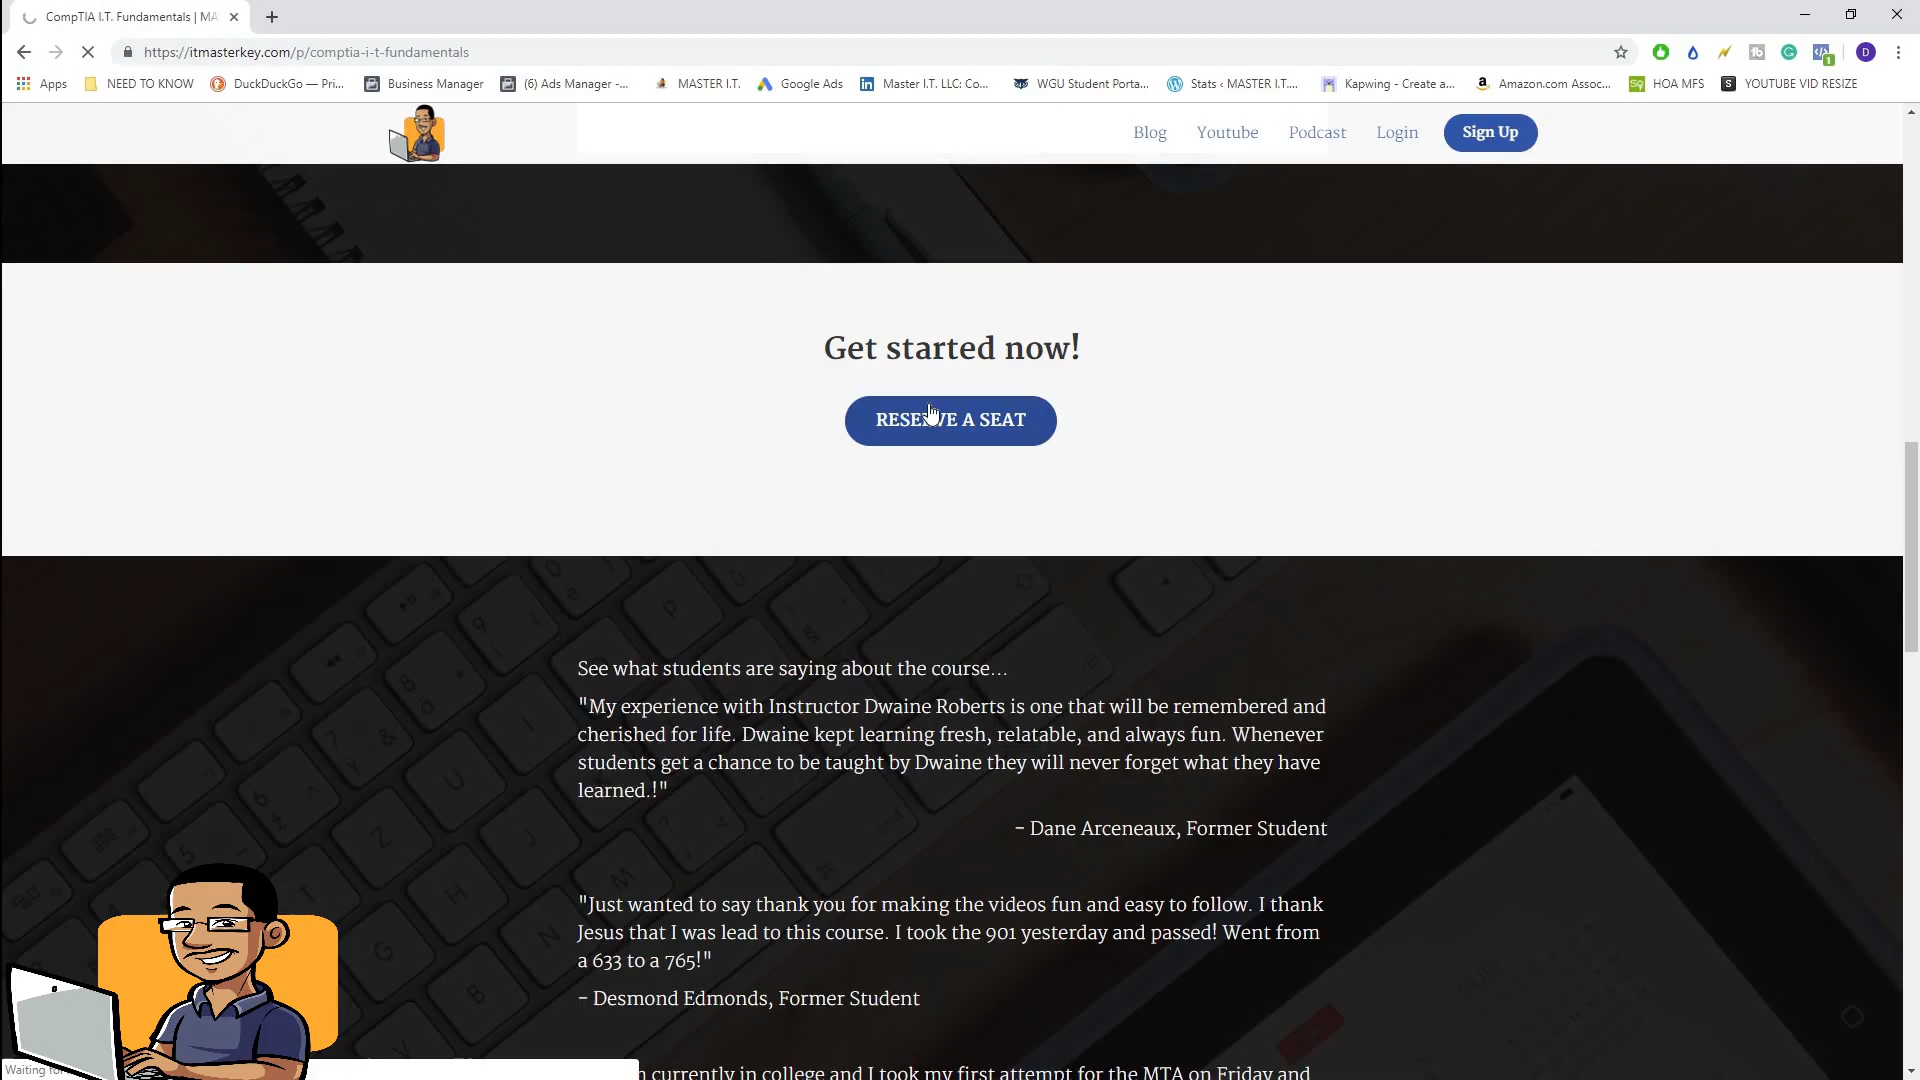 CompTIA I.T. Fundamentals | MA
https://itmasterkey.com/p/comptia-i-t-fundamentals
Apps NEED TO KNOW DuckDuckGo — Pri... Business Manager (6) Ads Manager -... MASTER I.T. Google Ads Master I.T. LLC: Co... WGU Student Porta... Stats ‹ MASTER I.T.... Kapwing - Create a... Amazon.com Assoc... HOA MFS YOUTUBE VID RESIZE
Blog Youtube Podcast Login Sign Up
Get started now!
RESERVE A SEAT
See what students are saying about the course...
"My experience with Instructor Dwaine Roberts is one that will be remembered and
cherished for life. Dwaine kept learning fresh, relatable, and always fun. Whenever
students get a chance to be taught by Dwaine they will never forget what they have
learned.!"
- Dane Arceneaux, Former Student
"Just wanted to say thank you for making the videos fun and easy to follow. I thank
Jesus that I was lead to this course. I took the 901 yesterday and passed! Went from
a 633 to a 765!"
- Desmond Edmonds, Former Student
currently in college and I took my first attempt for the MTA on Friday and
Waiting